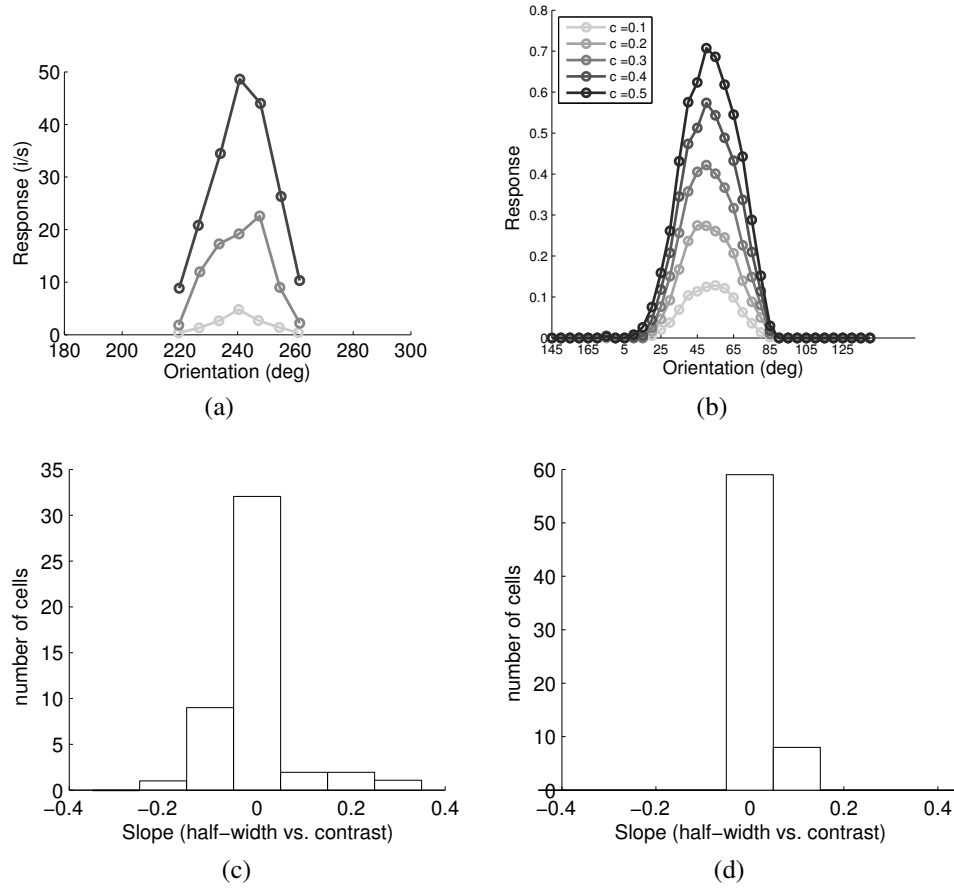 50
40
30
20
10
0
Response (i/s)
180 200 220 240 260 280 300
Orientation (deg)
(a)
0.8
0.7
0.6
0.5
0.4
0.3
0.2
0.1
0
Response
c =0.1
c =0.2
c =0.3
c =0.4
c =0.5
145 165 5 25 45 65 85 105 125
Orientation (deg)
(b)
35
30
25
20
15
10
5
0
number of cells
−0.4 −0.2 0 0.2 0.4
Slope (half−width vs. contrast)
(c)
60
50
40
30
20
10
0
number of cells
−0.4 −0.2 0 0.2 0.4
Slope (half−width vs. contrast)
(d)